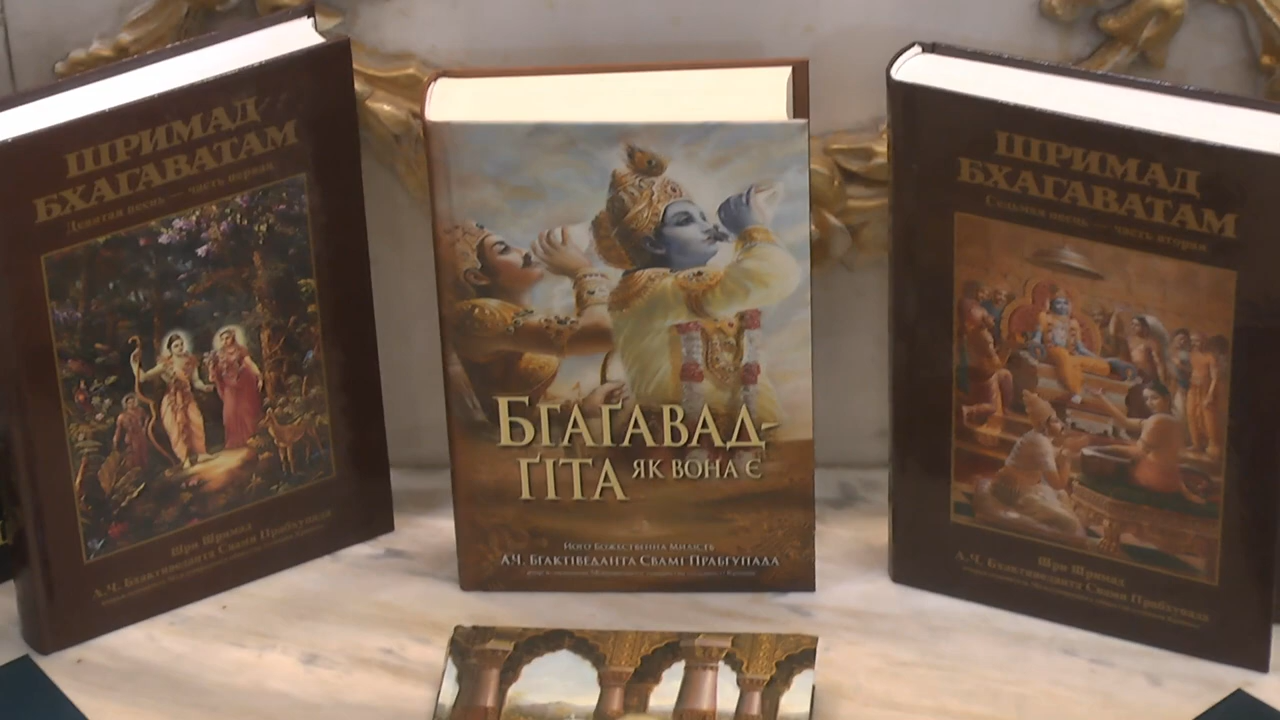 ШРИМАД
БХАГАВАТАМ
Девятая песнь — часть первая
Шри Шримад
А.Ч. Бхактиведанта Свами Прабхупада
БГАҐАВАД-
ҐІТА ЯК ВОНА Є
Його Божественна Милість
А.Ч. Бгактіведанта Свамі Прабгупада
ШРИМАД
БХАГАВАТАМ
Седьмая песнь — часть вторая
Шри Шримад
А.Ч. Бхактиведанта Свами Прабхупада